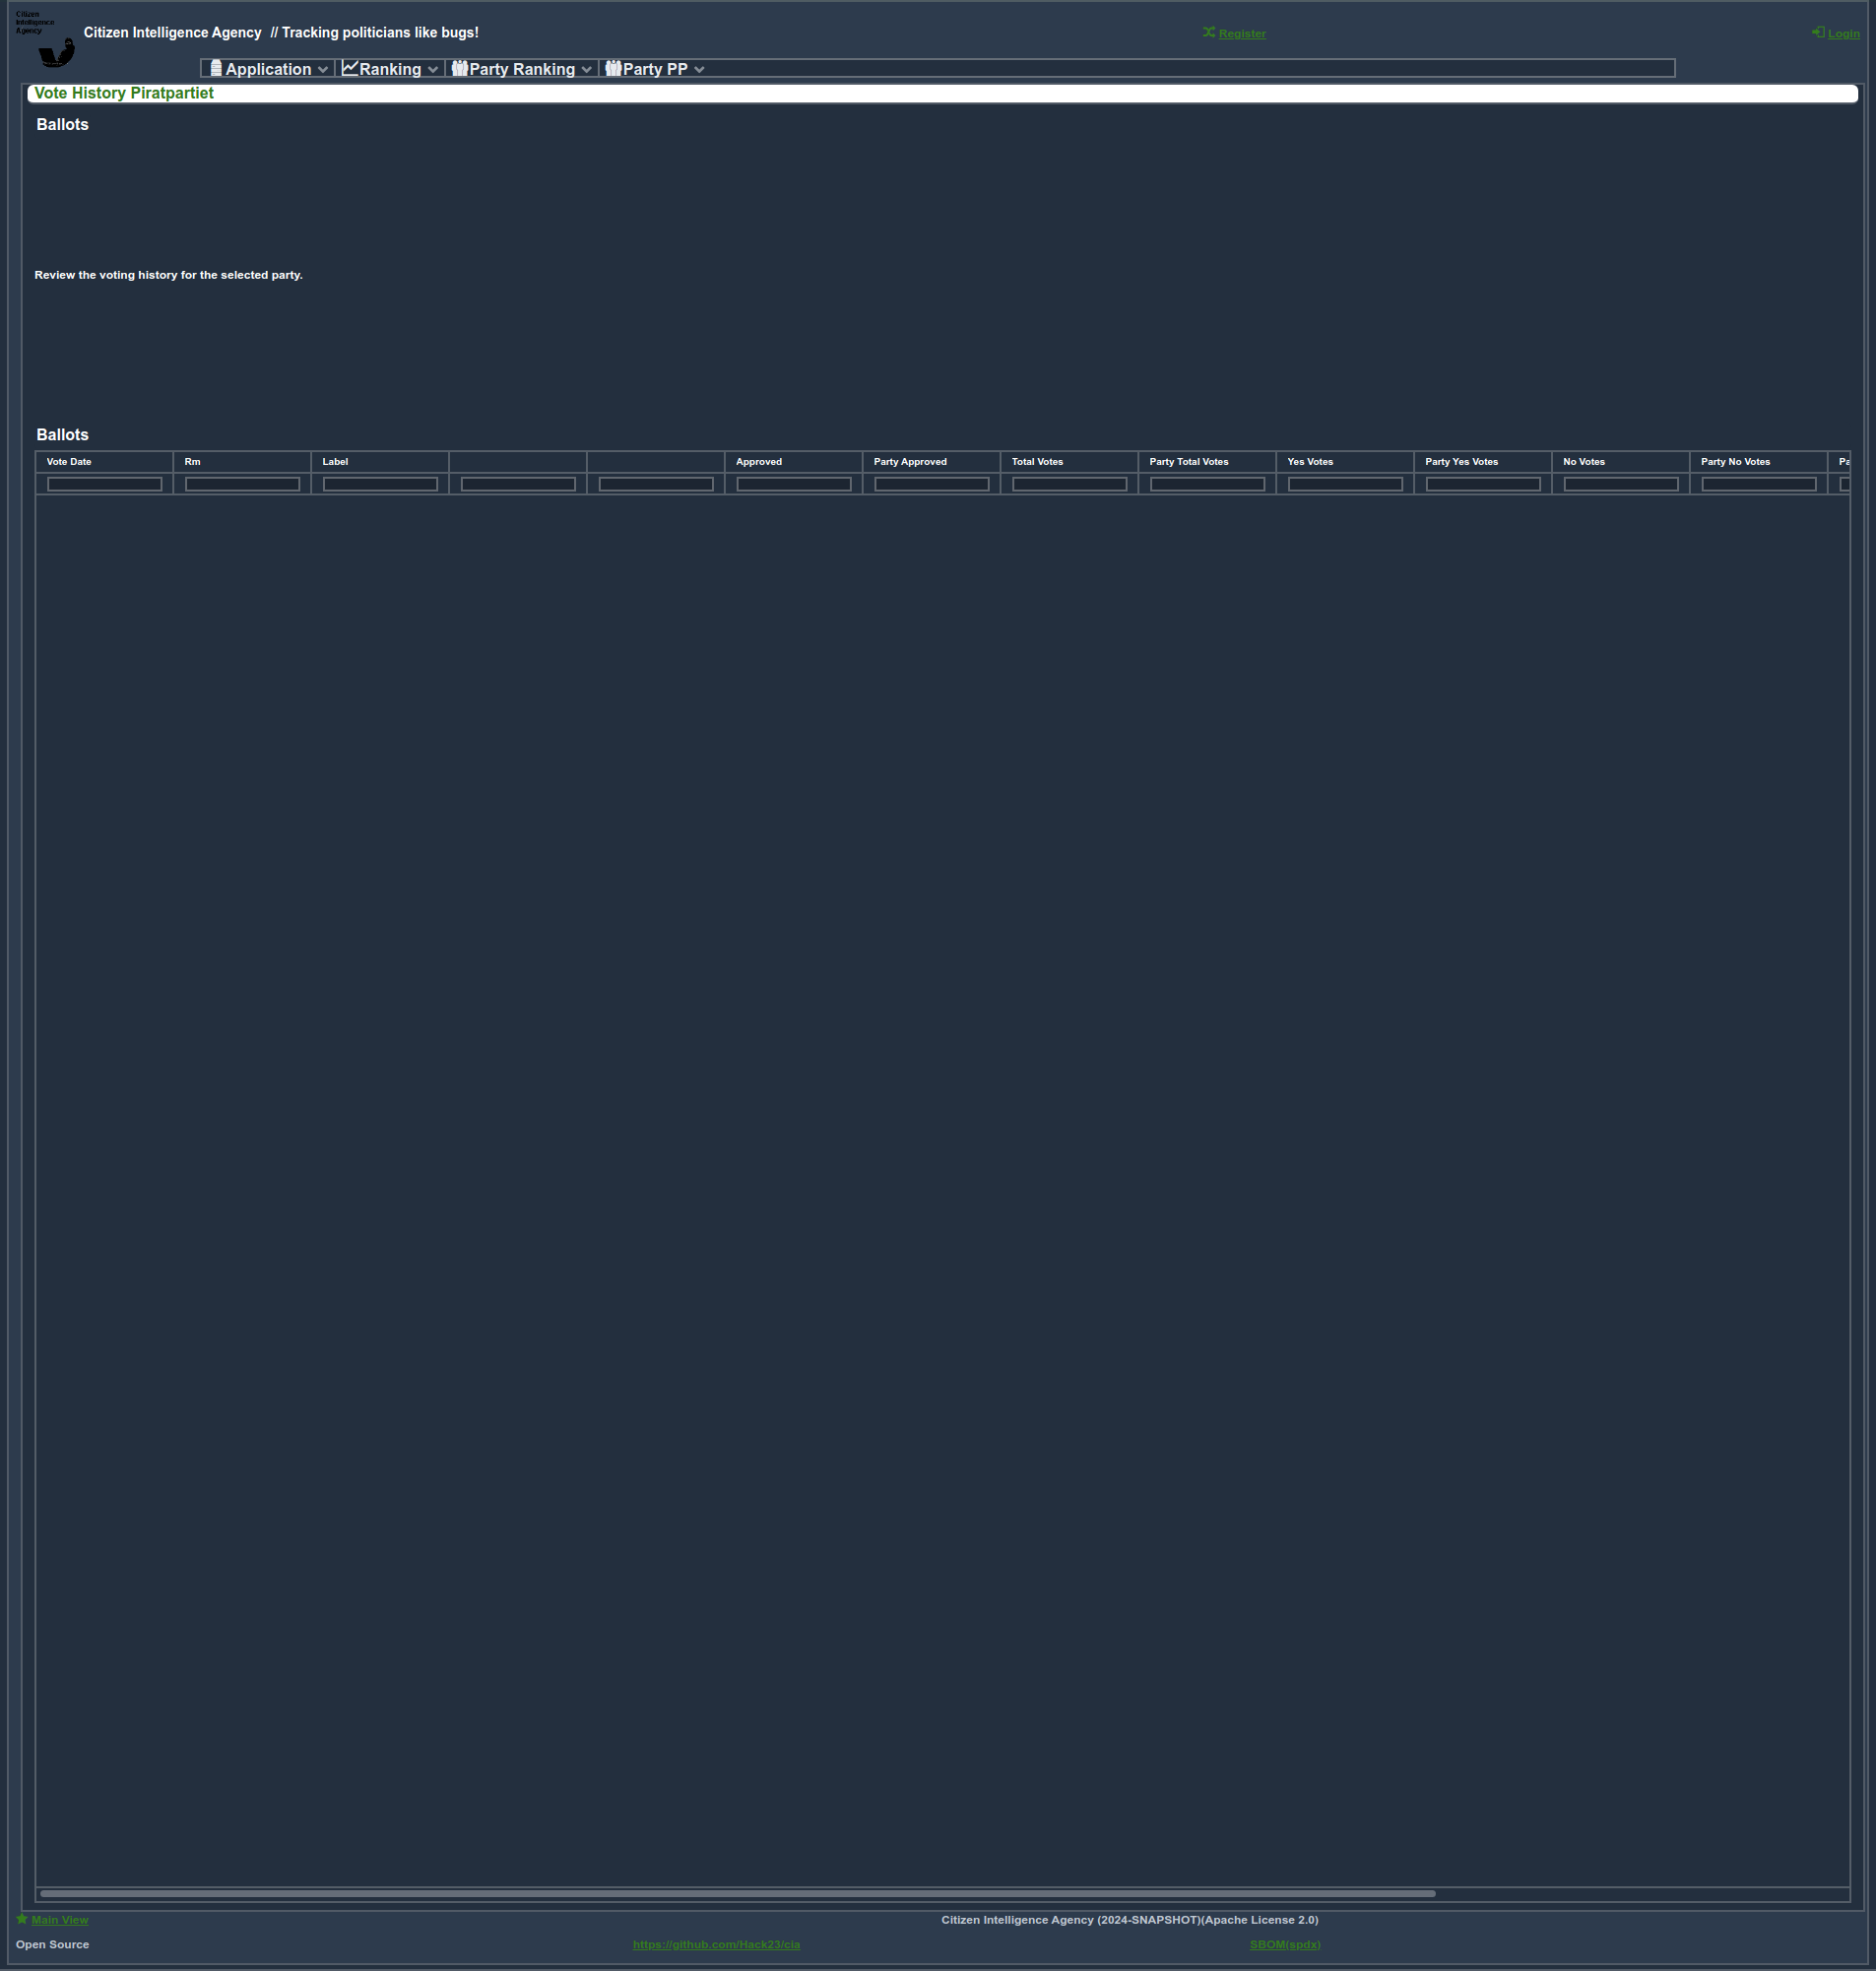 Citizen
Intelligence
Agency
Citizen Intelligence Agency // Tracking politicians like bugs!
Register
Login
Application
Ranking
Party Ranking
Party PP
Vote History Piratpartiet
Ballots
Review the voting history for the selected party.
Ballots
Vote Date Rm Label Approved Party Approved Total Votes Party Total Votes Yes Votes Party Yes Votes No Votes Party No Votes Pa
Main View
Citizen Intelligence Agency (2024-SNAPSHOT)(Apache License 2.0)
Open Source
https://github.com/Hack23/cia
SBOM(spdx)